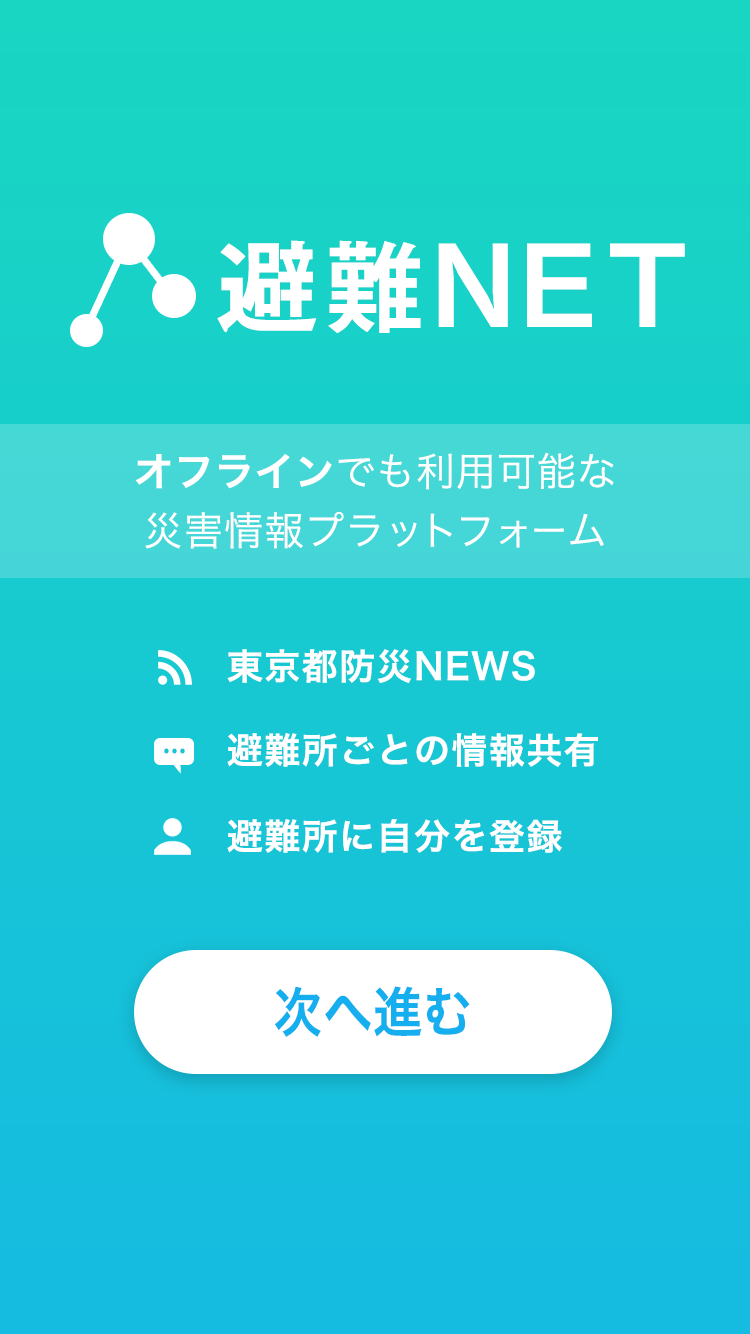 避難NET
オフラインでも利用可能な
災害情報プラットフォーム
東京都防災NEWS
避難所ごとの情報共有
避難所に自分を登録
次へ進む